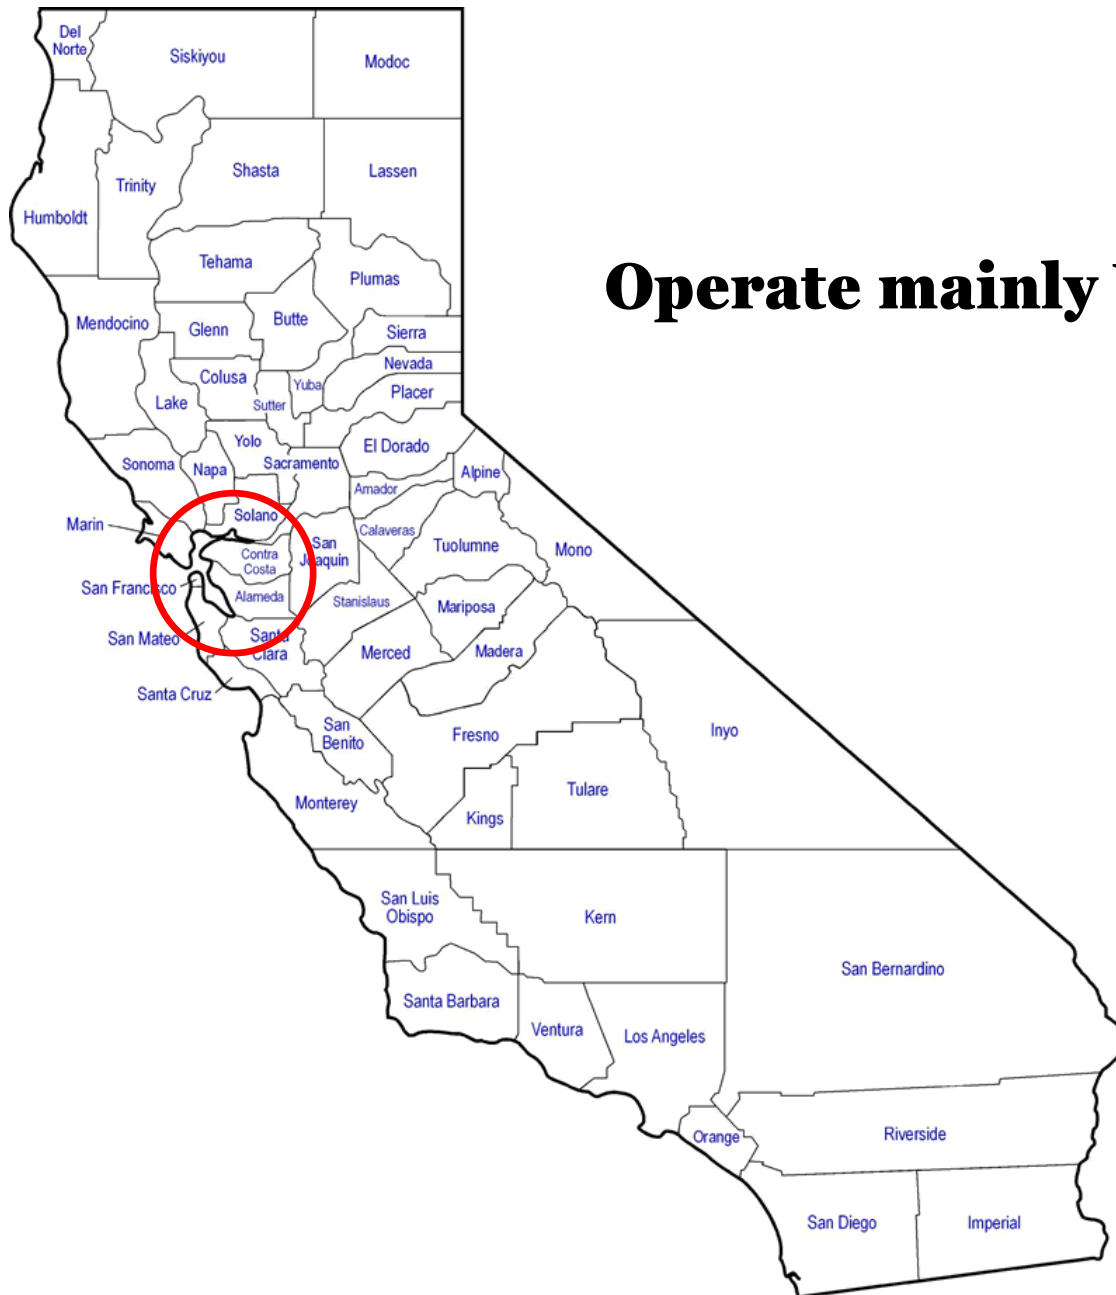 Del
Norte
Siskiyou
Modoc
Humboldt
Trinity
Shasta
Lassen
Tehama
Plumas
Operate mainly
Mendocino
Glenn
Butte
Sierra
Nevada
Colusa
Yuba
Placer
Lake
Sutter
Yolo
El Dorado
Sonoma
Napa
Sacramento
Alpine
Amador
Marin
Solano
Calaveras
San
Joaquin
Tuolumne
Mono
Contra
Costa
San Francisco
Alameda
Stanislaus
Mariposa
San Mateo
Santa
Clara
Merced
Madera
Santa Cruz
San
Benito
Fresno
Inyo
Monterey
Kings
Tulare
San Luis
Obispo
Kern
San Bernardino
Santa Barbara
Ventura
Los Angeles
Orange
Riverside
San Diego
Imperial